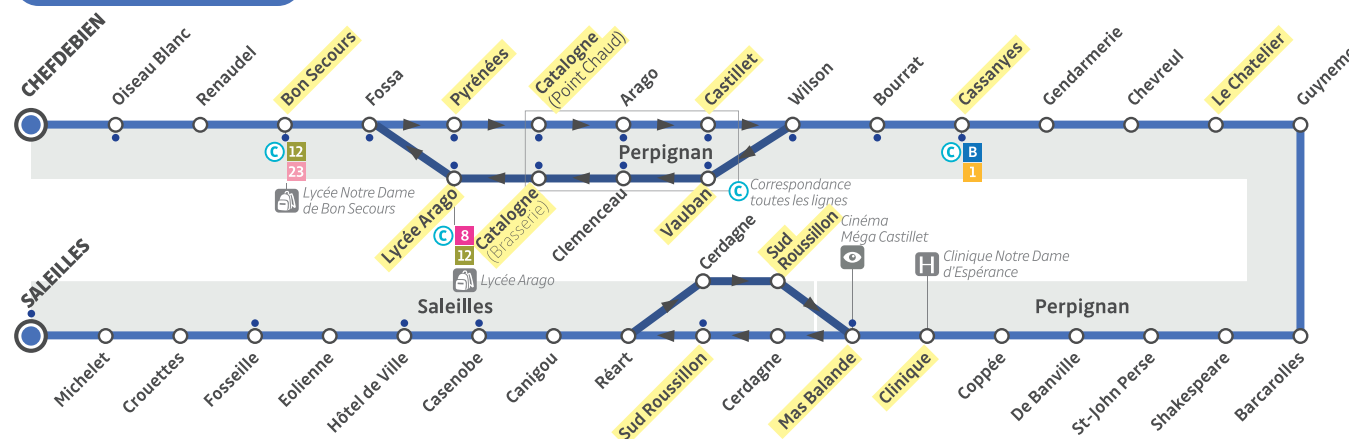 CHEFDEBIEN
Oiseau Blanc
Renaudel
Bon Secours
Fossa
Pyrénées
Catalogne
(Point Chaud)
Arago
Castillet
Wilson
Bourrat
Cassanyes
Gendarmerie
Chevreul
Le Chatelier
Guyneme
C 12
23
Lycée Notre Dame
de Bon Secours
Perpignan
C B
1
C Correspondance
toutes les lignes
Lycée Arago
Catalogne
(Brasserie)
Clemenceau
Vauban
C 8
12
Lycée Arago
Cerdagne
Sud
Roussillon
Cinéma
Méga Castillet
H Clinique Notre Dame
d'Espérance
SALEILLES
Saleilles
Perpignan
Michelet
Crouettes
Fosseille
Eolienne
Hôtel de Ville
Casenobe
Canigou
Réart
Sud Roussillon
Cerdagne
Mas Balande
Clinique
Coppée
De Banville
St-John Perse
Shakespeare
Barcarolles